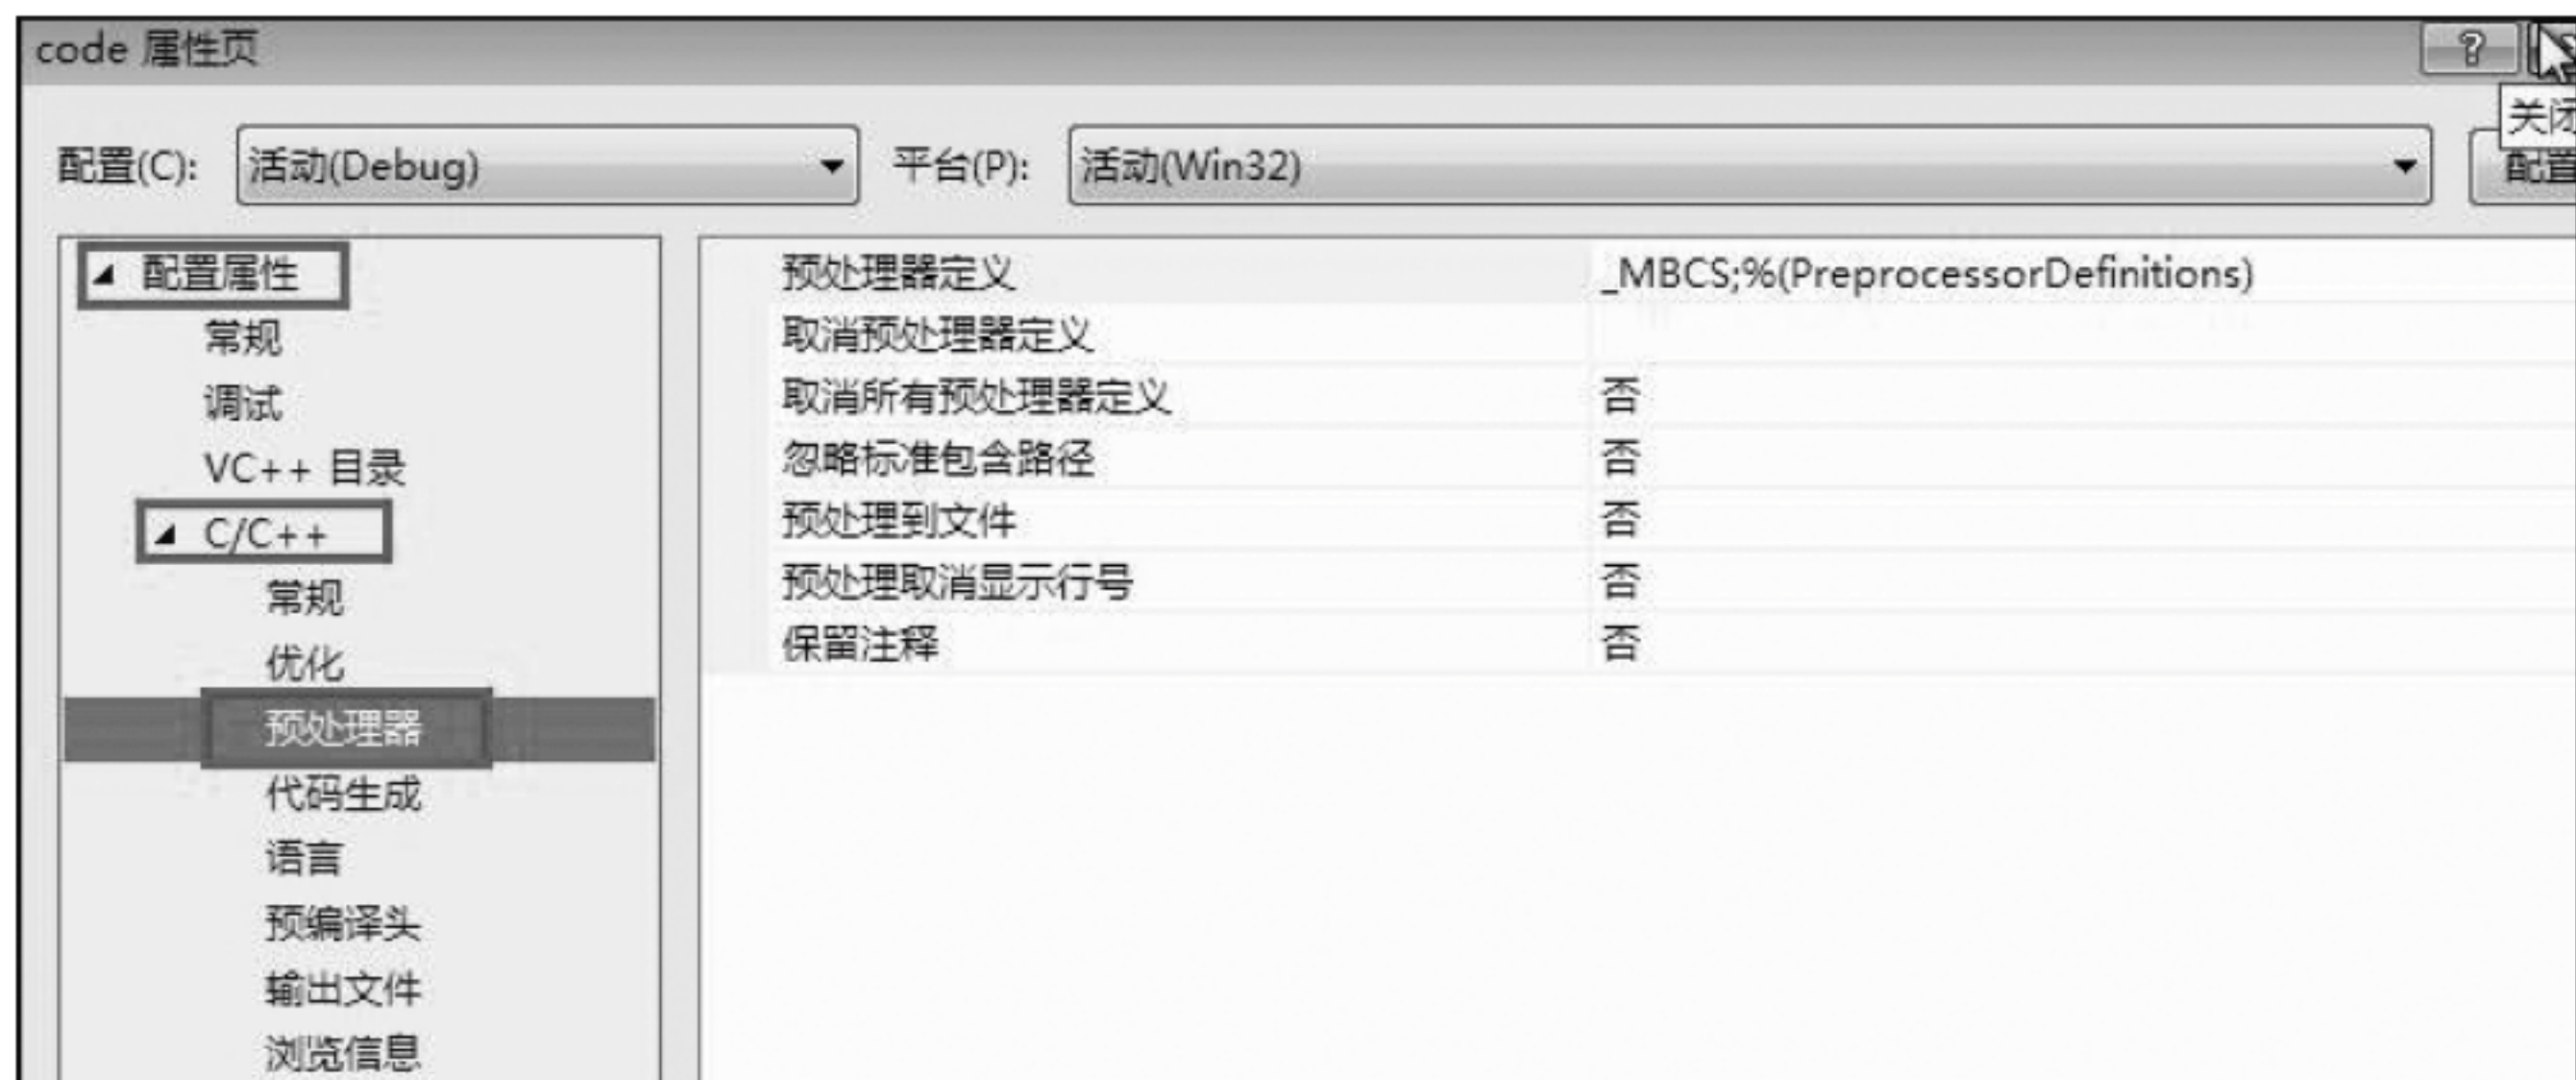 code 属性页
关闭
配置(C): 活动(Debug) 平台(P): 活动(Win32) 配置
配置属性
常规
调试
VC++ 目录
C/C++
常规
优化
预处理器
代码生成
语言
预编译头
输出文件
浏览信息
预处理器定义 _MBCS;%(PreprocessorDefinitions)
取消预处理器定义
取消所有预处理器定义 否
忽略标准包含路径 否
预处理到文件 否
预处理取消显示行号 否
保留注释 否